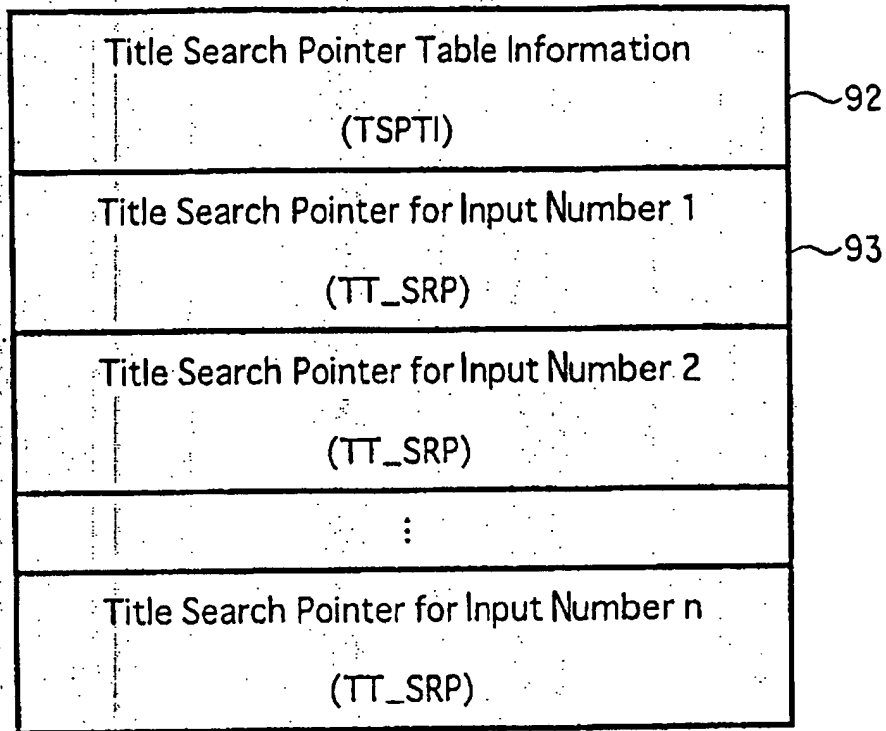 Title Search Pointer Table Information
(TSPTI)
92
Title Search Pointer for Input Number 1
(TT_SRP)
93
Title Search Pointer for Input Number 2
(TT_SRP)
⋮
Title Search Pointer for Input Number n
(TT_SRP)